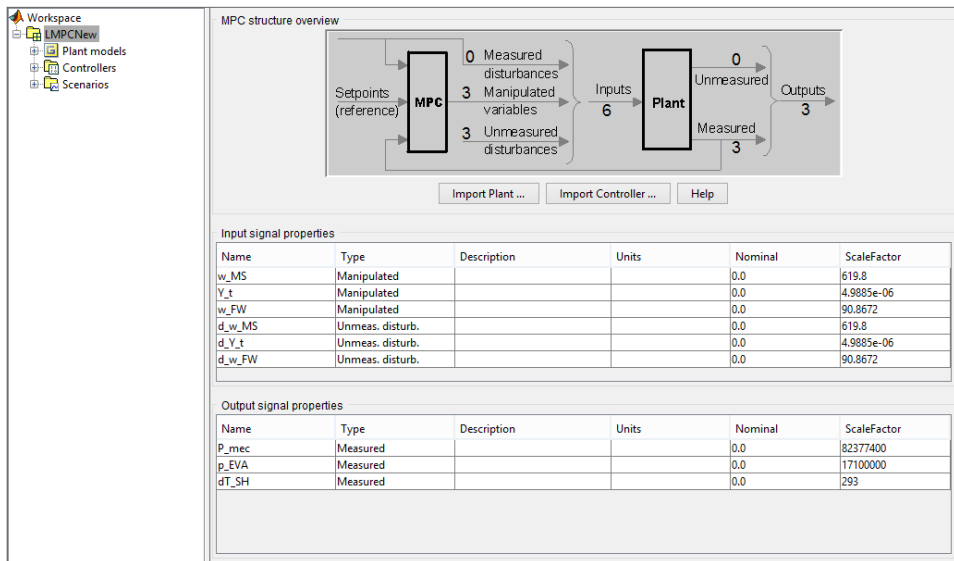 Workspace
LMPCNew
Plant models
Controllers
Scenarios
MPC structure overview
0 Measured disturbances
Setpoints (reference)
MPC
3 Manipulated variables
3 Unmeasured disturbances
Inputs
6
Plant
0
Unmeasured
Measured
3
Outputs
3
Import Plant ... Import Controller ... Help
Input signal properties
Name Type Description Units Nominal ScaleFactor
w_MS Manipulated 0.0 619.8
Y_t Manipulated 0.0 4.9885e-06
w_FW Manipulated 0.0 90.8672
d_w_MS Unmeas. disturb. 0.0 619.8
d_Y_t Unmeas. disturb. 0.0 4.9885e-06
d_w_FW Unmeas. disturb. 0.0 90.8672
Output signal properties
Name Type Description Units Nominal ScaleFactor
P_mec Measured 0.0 82377400
p_EVA Measured 0.0 17100000
dT_SH Measured 0.0 293